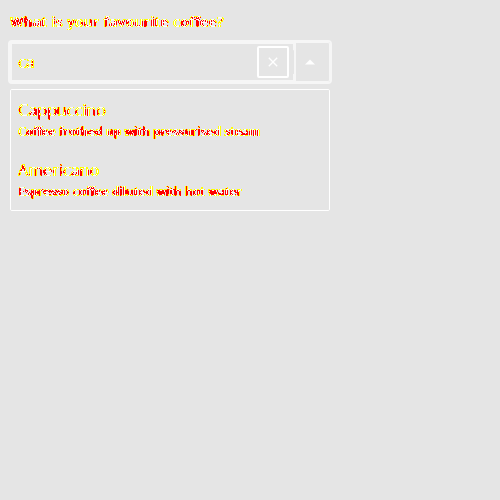 What is your favourite coffee?
ca
Cappuccino
Coffee frothed up with pressurised steam
Americano
Espresso coffee diluted with hot water